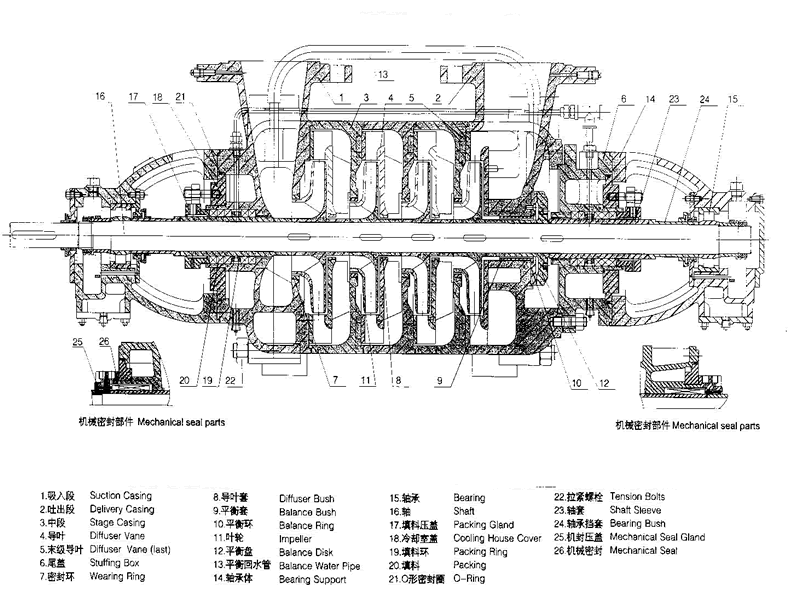 13
16 17 18 21 1 3 4 5 2 6 14 23 24 15
25 26
20 19 22 7 11 8 9 10 12
机械密封部件 Mechanical seal parts
机械密封部件 Mechanical seal parts
1.吸入段 Suction Casing
2.吐出段 Delivery Casing
3.中段 Stage Casing
4.导叶 Diffuser Vane
5.末级导叶 Diffuser Vane (last)
6.尾盖 Stuffing Box
7.密封环 Wearing Ring
8.导叶套 Diffuser Bush
9.平衡套 Balance Bush
10.平衡环 Balance Ring
11.叶轮 Impeller
12.平衡盘 Balance Disk
13.平衡回水管 Balance Water Pipe
14.轴承体 Bearing Support
15.轴承 Bearing
16.轴 Shaft
17.填料压盖 Packing Gland
18.冷却室盖 Cooling House Cover
19.填料环 Packing Ring
20.填料 Packing
21.O形密封圈 O-Ring
22.拉紧螺栓 Tension Bolts
23.轴套 Shaft Sleeve
24.轴承挡套 Bearing Bush
25.机封压盖 Mechanical Seal Gland
26 机械密封 Mechanical Seal